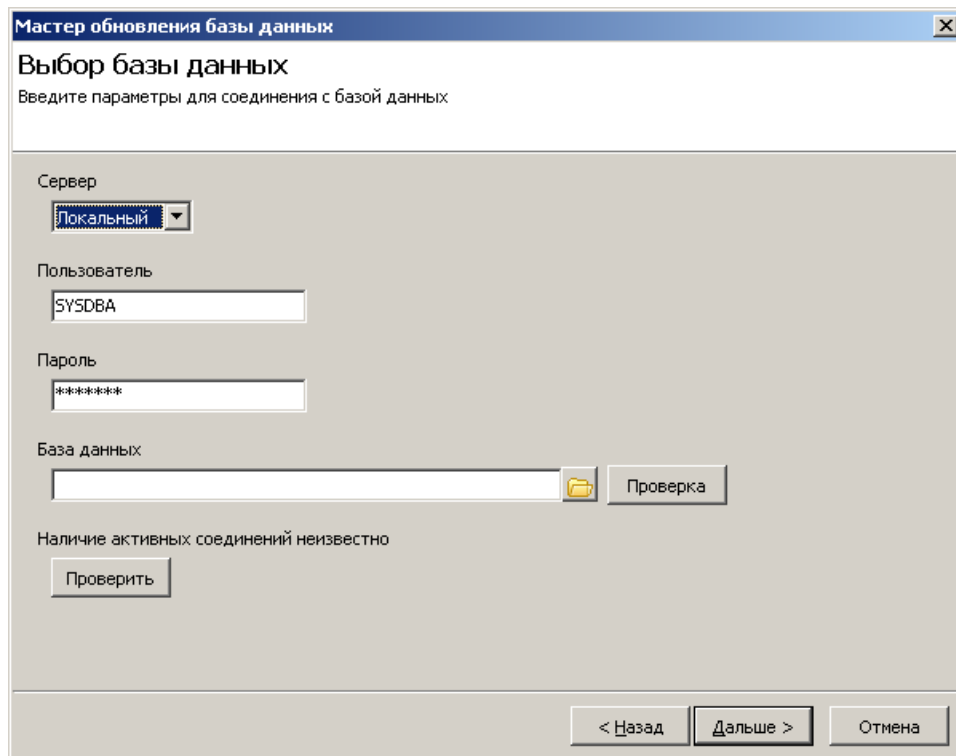 Мастер обновления базы данных
Выбор базы данных
Введите параметры для соединения с базой данных
Сервер
Локальный
Пользователь
SYSDBA
Пароль
*******
База данных
Проверка
Наличие активных соединений неизвестно
Проверить
< Назад Дальше > Отмена